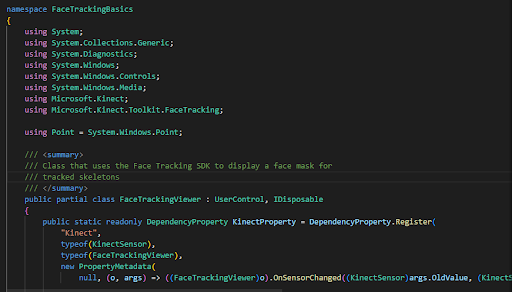 namespace FaceTrackingBasics
{
using System;
using System.Collections.Generic;
using System.Diagnostics;
using System.Windows;
using System.Windows.Controls;
using System.Windows.Media;
using Microsoft.Kinect;
using Microsoft.Kinect.Toolkit.FaceTracking;
using Point = System.Windows.Point;
/// <summary>
/// Class that uses the Face Tracking SDK to display a face mask for
/// tracked skeletons
/// </summary>
public partial class FaceTrackingViewer : UserControl, IDisposable
{
public static readonly DependencyProperty KinectProperty = DependencyProperty.Register(
"Kinect",
typeof(KinectSensor),
typeof(FaceTrackingViewer),
new PropertyMetadata(
null, (o, args) => ((FaceTrackingViewer)o).OnSensorChanged((KinectSensor)args.OldValue, (KinectS